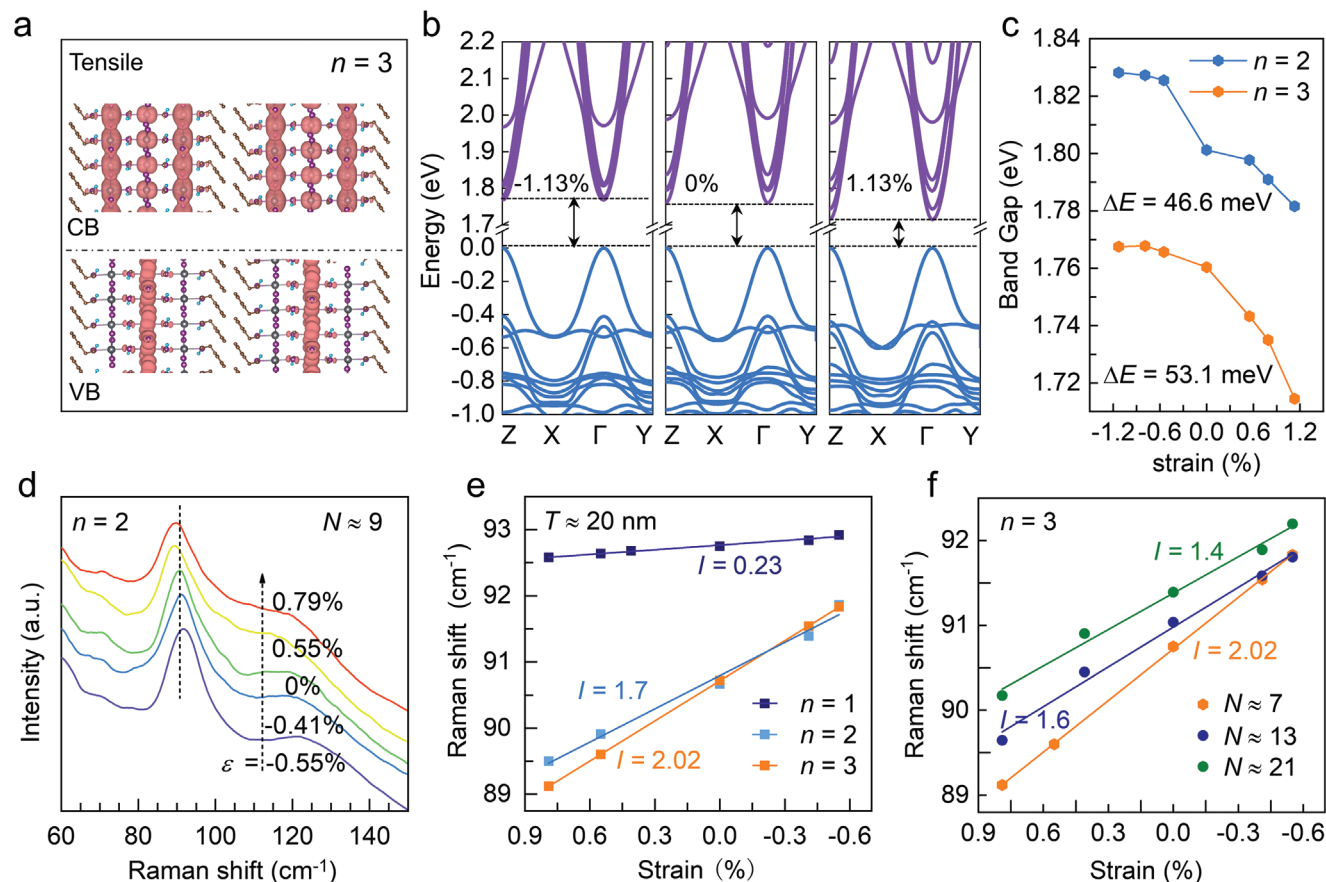 a
Tensile
n = 3
CB
VB
b
Energy (eV)
2.2
2.1
2.0
1.9
1.8
1.7
0.0
-0.2
-0.4
-0.6
-0.8
-1.0
-1.13%
0%
1.13%
Z X Γ Y
Z X Γ Y
Z X Γ Y
c
Band Gap (eV)
1.84
1.82
1.80
1.78
1.76
1.74
1.72
n = 2
n = 3
ΔE = 46.6 meV
ΔE = 53.1 meV
-1.2 -0.6 0.0 0.6 1.2
strain (%)
d
n = 2
N ≈ 9
Intensity (a.u.)
0.79%
0.55%
0%
-0.41%
ε = -0.55%
60 80 100 120 140
Raman shift (cm-1)
e
T ≈ 20 nm
Raman shift (cm-1)
93
92
91
90
89
l = 0.23
l = 1.7
l = 2.02
n = 1
n = 2
n = 3
0.9 0.6 0.3 0.0 -0.3 -0.6
Strain (%)
f
n = 3
Raman shift (cm-1)
92
91
90
89
l = 1.4
l = 2.02
l = 1.6
N ≈ 7
N ≈ 13
N ≈ 21
0.9 0.6 0.3 0.0 -0.3 -0.6
Strain (%)